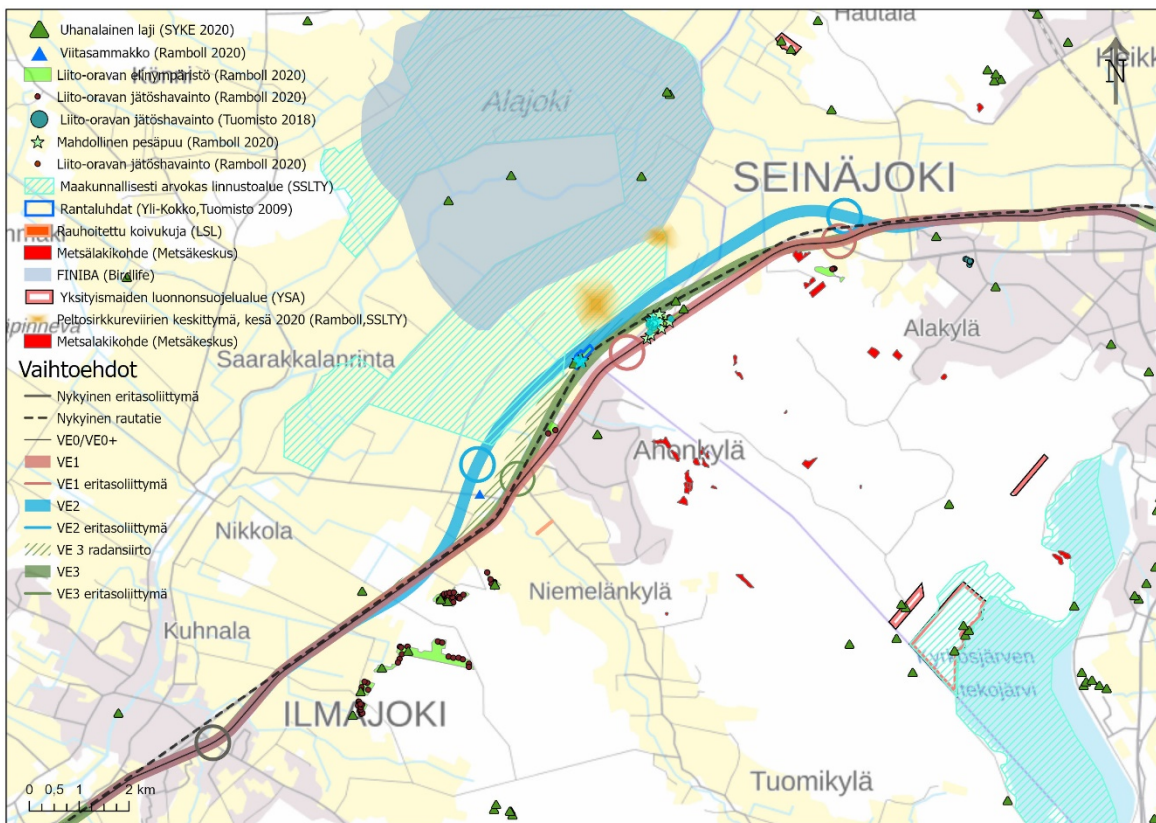 Uhanalainen laji (SYKE 2020)
Viitasammakko (Ramboll 2020)
Liito-oravan elinympäristö (Ramboll 2020)
Liito-oravan jätöshavainto (Ramboll 2020)
Liito-oravan jätöshavainto (Tuomisto 2018)
Mahdollinen pesäpuu (Ramboll 2020)
Liito-oravan jätöshavainto (Ramboll 2020)
Maakunnallisesti arvokas linnustoalue (SSLTY)
Rantaluhdat (Yli-Kokko,Tuomisto 2009)
Rauhoitettu koivukuja (LSL)
Metsälakikohde (Metsäkeskus)
FINIBA (Birdlife)
Yksityismaiden luonnonsuojelualue (YSA)
Peltosirkkureviirien keskittymä, kesä 2020 (Ramboll,SSLTY)
Metsalakikohde (Metsäkeskus)
Vaihtoehdot
Nykyinen eritasoliittymä
Nykyinen rautatie
VE0/VE0+
VE1
VE1 eritasoliittymä
VE2
VE2 eritasoliittymä
VE 3 radansiirto
VE3
VE3 eritasoliittymä
Könni
Alajoki
Hautala
Heikk
N
SEINÄJOKI
Saarakkalanrinta
Alakylä
Ahonkylä
Nikkola
Niemelänkylä
Kuhnala
ILMAJOKI
tekojärvi
Tuomikylä
0 0.5 1 2 km